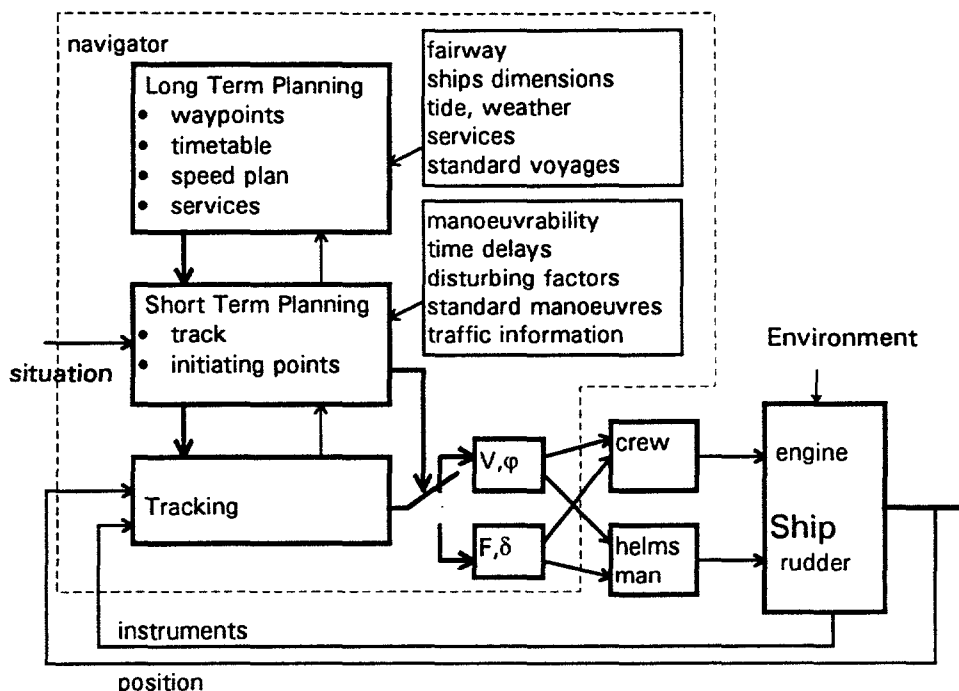 navigator
Long Term Planning
• waypoints
• timetable
• speed plan
• services
fairway
ships dimensions
tide, weather
services
standard voyages
manoeuvrability
time delays
disturbing factors
standard manoeuvres
traffic information
Short Term Planning
• track
• initiating points
situation
Environment
Tracking
V,φ
F,δ
crew
helms
man
engine
Ship
rudder
instruments
position